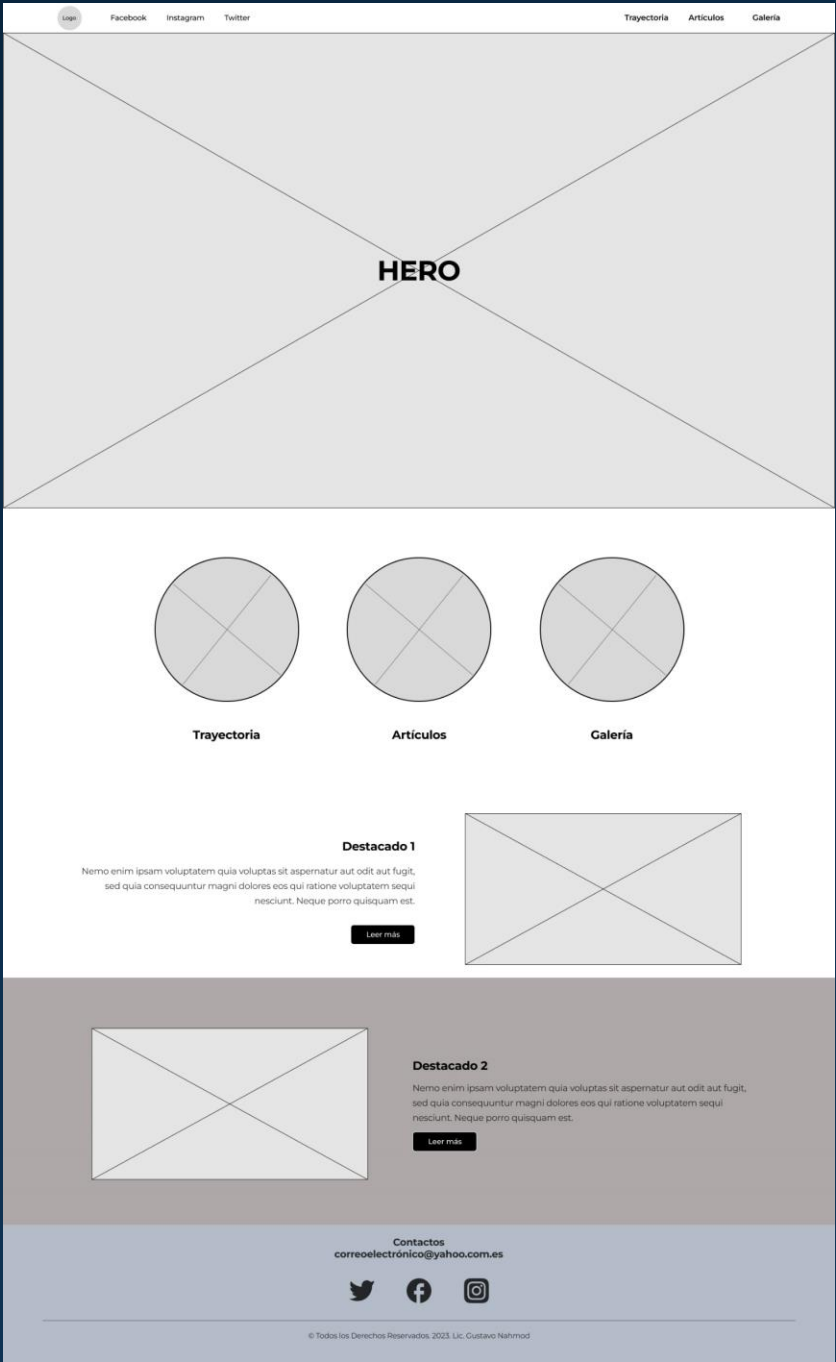 Logo Facebook Instagram Twitter Trayectoria Artículos Galería
HERO
Trayectoria Artículos Galería
Destacado 1
Nemo enim ipsam voluptatem quia voluptas sit aspernatur aut odit aut fugit,
sed quia consequuntur magni dolores eos qui ratione voluptatem sequi
nesciunt. Neque porro quisquam est.
Leer más
Destacado 2
Nemo enim ipsam voluptatem quia voluptas sit aspernatur aut odit aut fugit,
sed quia consequuntur magni dolores eos qui ratione voluptatem sequi
nesciunt. Neque porro quisquam est.
Leer más
Contactos
correoelectrónico@yahoo.com.es
© Todos los Derechos Reservados. 2023. Lic. Gustavo Nahmod